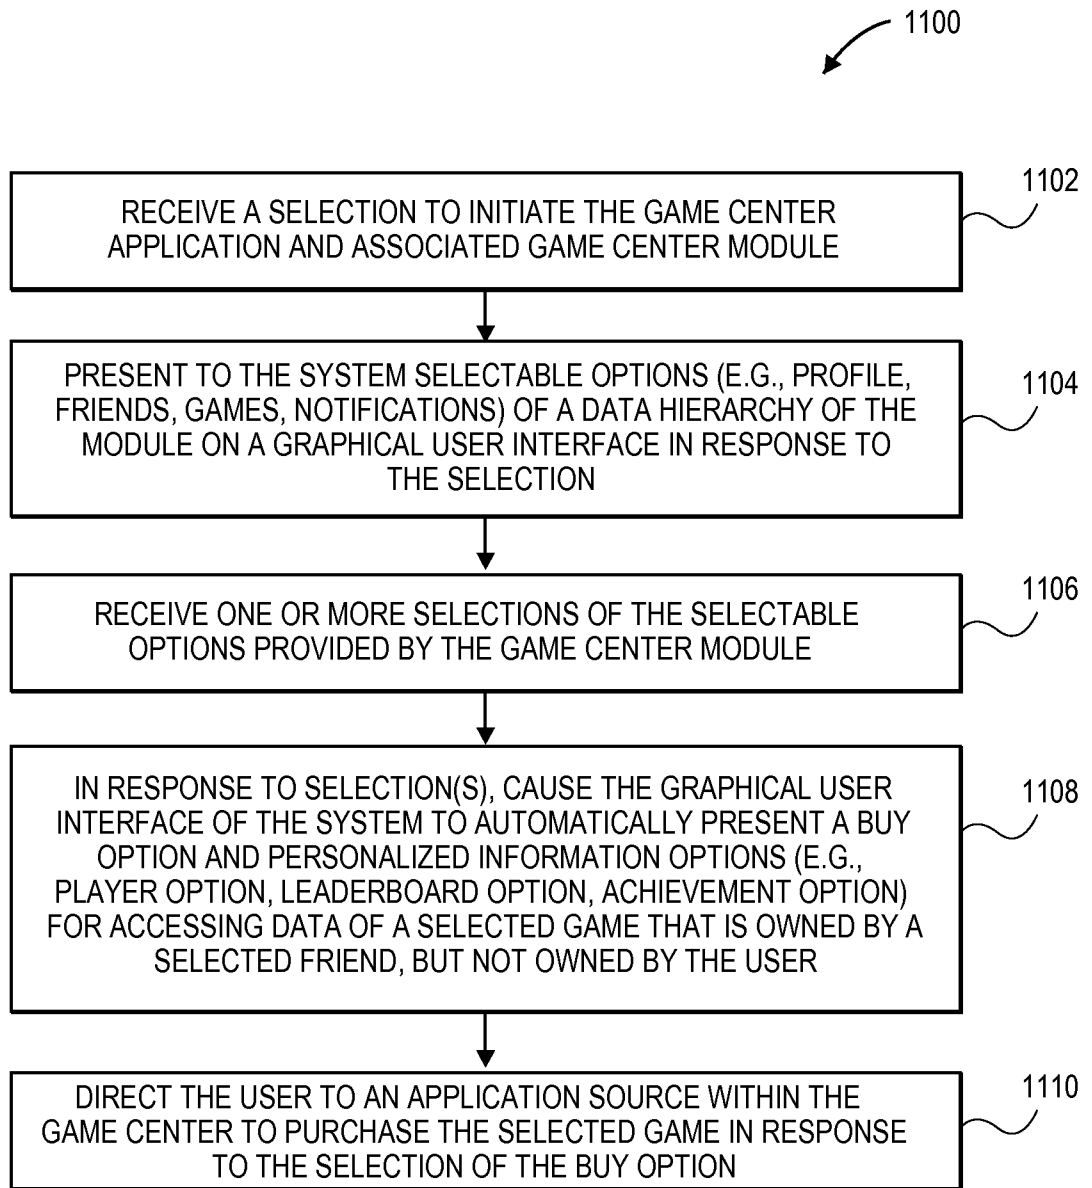 1100
1102
RECEIVE A SELECTION TO INITIATE THE GAME CENTER
APPLICATION AND ASSOCIATED GAME CENTER MODULE
1104
PRESENT TO THE SYSTEM SELECTABLE OPTIONS (E.G., PROFILE,
FRIENDS, GAMES, NOTIFICATIONS) OF A DATA HIERARCHY OF THE
MODULE ON A GRAPHICAL USER INTERFACE IN RESPONSE TO
THE SELECTION
1106
RECEIVE ONE OR MORE SELECTIONS OF THE SELECTABLE
OPTIONS PROVIDED BY THE GAME CENTER MODULE
1108
IN RESPONSE TO SELECTION(S), CAUSE THE GRAPHICAL USER
INTERFACE OF THE SYSTEM TO AUTOMATICALLY PRESENT A BUY
OPTION AND PERSONALIZED INFORMATION OPTIONS (E.G.,
PLAYER OPTION, LEADERBOARD OPTION, ACHIEVEMENT OPTION)
FOR ACCESSING DATA OF A SELECTED GAME THAT IS OWNED BY A
SELECTED FRIEND, BUT NOT OWNED BY THE USER
1110
DIRECT THE USER TO AN APPLICATION SOURCE WITHIN THE
GAME CENTER TO PURCHASE THE SELECTED GAME IN RESPONSE
TO THE SELECTION OF THE BUY OPTION